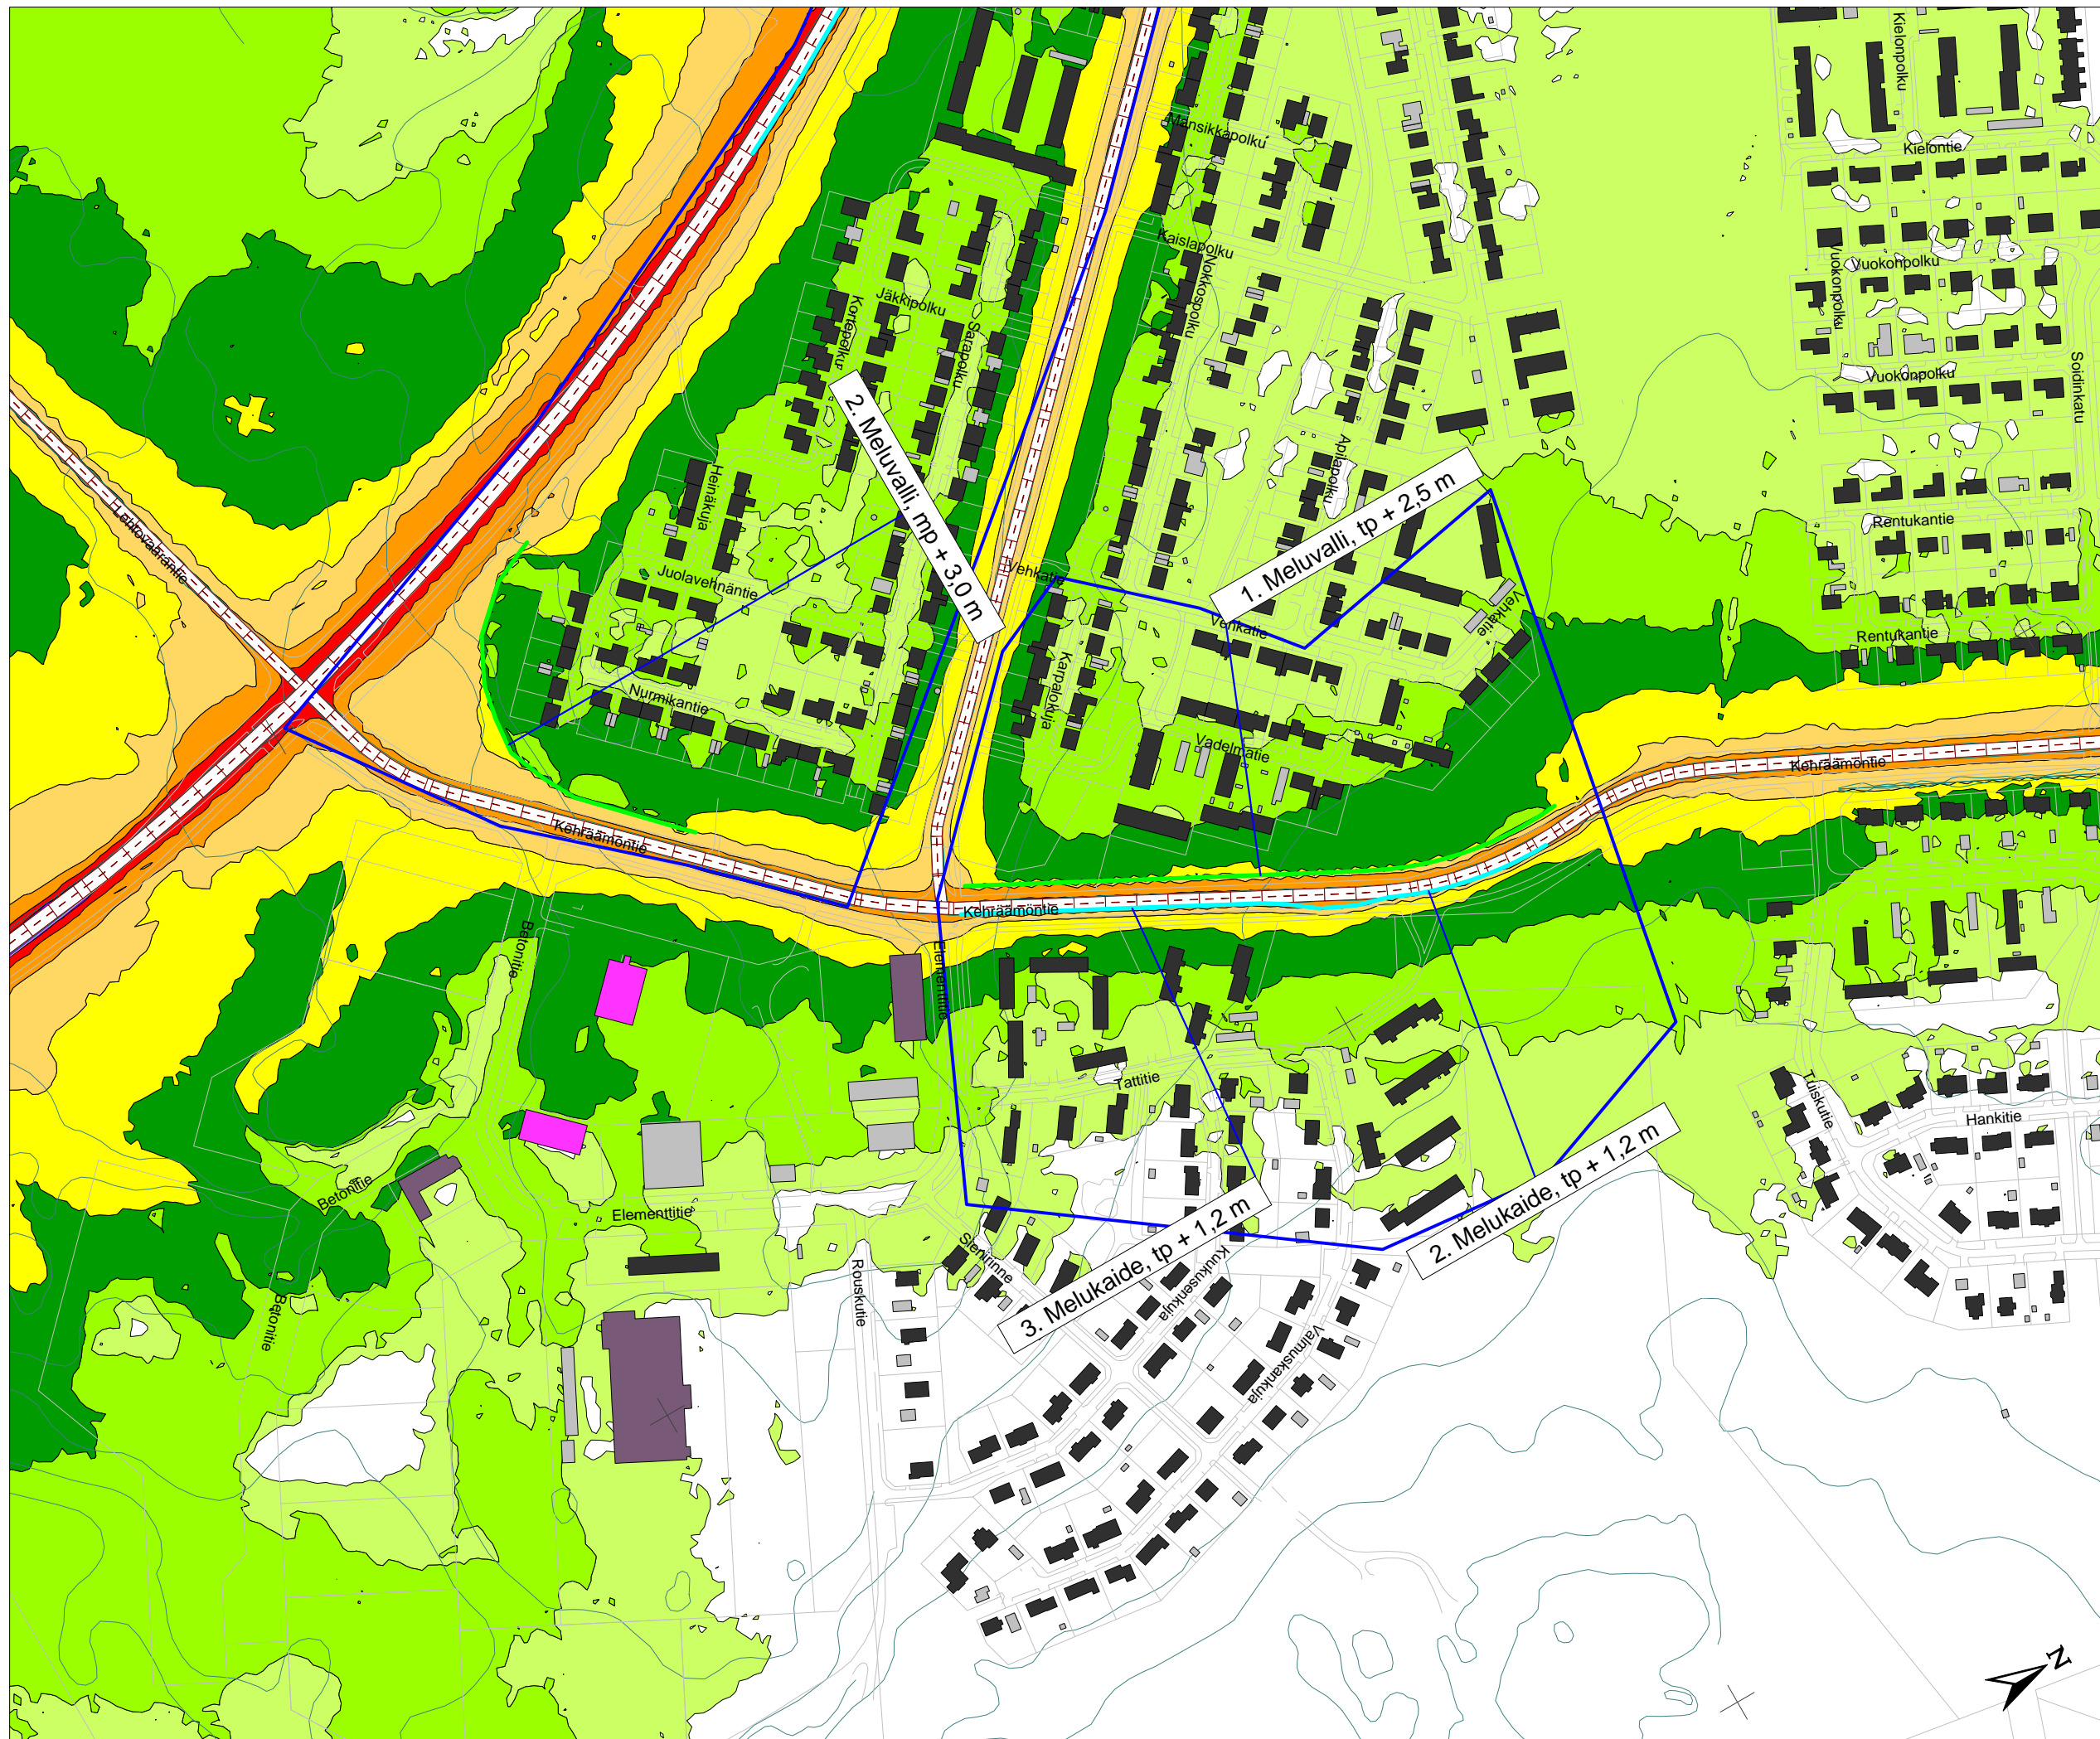 Kielonpolku
Mansikkapolku
Kielontie
Kaislapolku
Nokkospolku
Vuokonpolku
Vuokonpolku
Jäkkipolku
Kortepolku
Sarapolku
Vuokonpolku
Soidinkatu
2. Meluvalli, mp + 3,0 m
Apilapolku
Heinäkuja
1. Meluvalli, tp + 2,5 m
Lehtovaarantie
Rentukantie
Juolavehnäntie
Vehkatie
Vehkatie
Vehkatie
Rentukantie
Karpalokuja
Nurmikantie
Vadelmatie
Kehräämöntie
Kehräämöntie
Kehräämöntie
Betonitie
Elementtitie
Tattitie
Tuiskutie
Hankitie
Betonitie
Elementtitie
2. Melukaide, tp + 1,2 m
3. Melukaide, tp + 1,2 m
Sienirinne
Kuukusenkuja
Rouskutie
Betonitie
Valmuskankuja
N